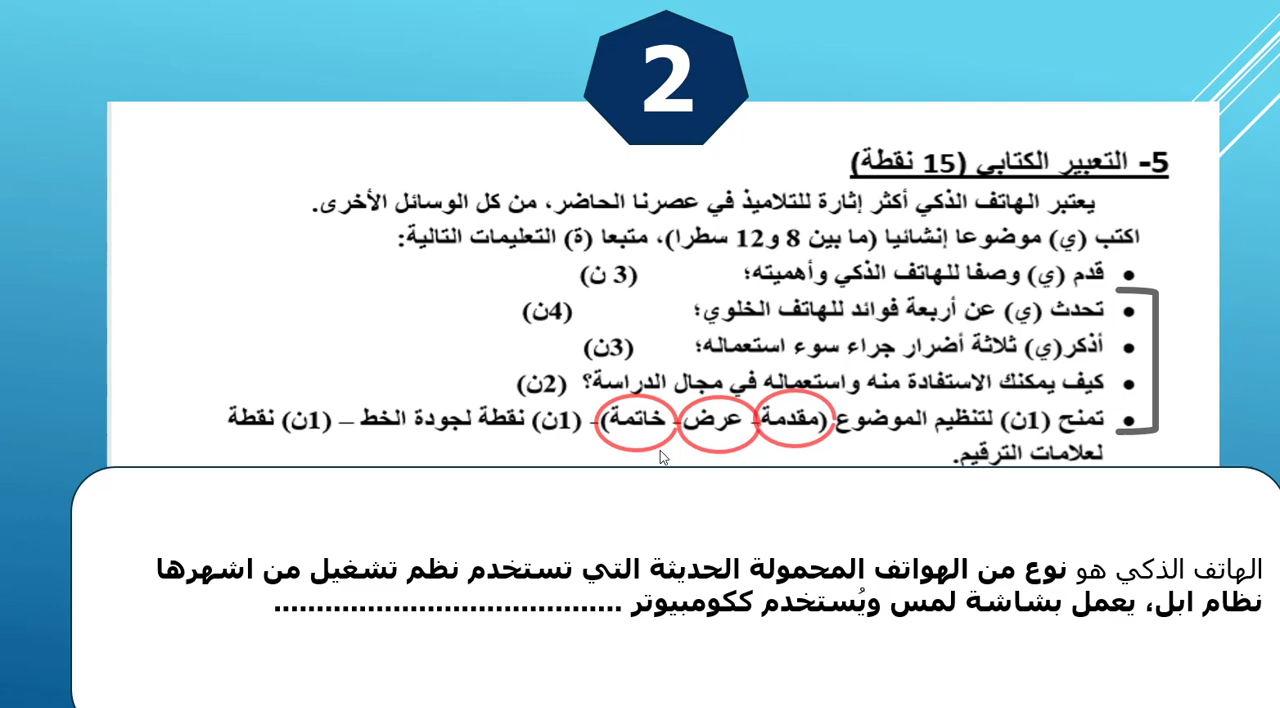 2
5- التعبير الكتابي (15 نقطة)
يعتبر الهاتف الذكي أكثر إثارة للتلاميذ في عصرنا الحاضر، من كل الوسائل الأخرى.
اكتب (ي) موضوعا إنشائيا (ما بين 8 و12 سطرا)، متبعا (ة) التعليمات التالية:
• قدم (ي) وصفا للهاتف الذكي وأهميته؛ (3 ن)
• تحدث (ي) عن أربعة فوائد للهاتف الخلوي؛ (4ن)
• أذكر(ي) ثلاثة أضرار جراء سوء استعماله؛ (3ن)
• كيف يمكنك الاستفادة منه واستعماله في مجال الدراسة؟ (2ن)
• تمنح (1ن) لتنظيم الموضوع (مقدمة- عرض- خاتمة)- (1ن) نقطة لجودة الخط – (1ن) نقطة
لعلامات الترقيم.
الهاتف الذكي هو نوع من الهواتف المحمولة الحديثة التي تستخدم نظم تشغيل من اشهرها
نظام ابل، يعمل بشاشة لمس ويُستخدم ككومبيوتر .........................................